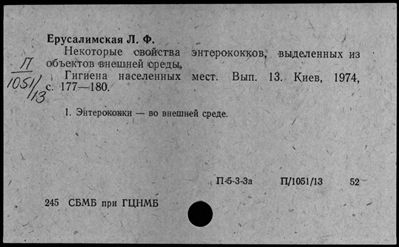 Ерусалимская Л. Ф.
Некоторые свойства энтерококков, выделенных из
объектов внешней среды,
Гигиена населенных мест. Вып. 13. Киев, 1974,
с. 177—180.
П
1051/13
1. Энтерококки — во внешней среде.
П-5-3-3а П/1051/13 52
245 СБМБ при ГЦНМБ